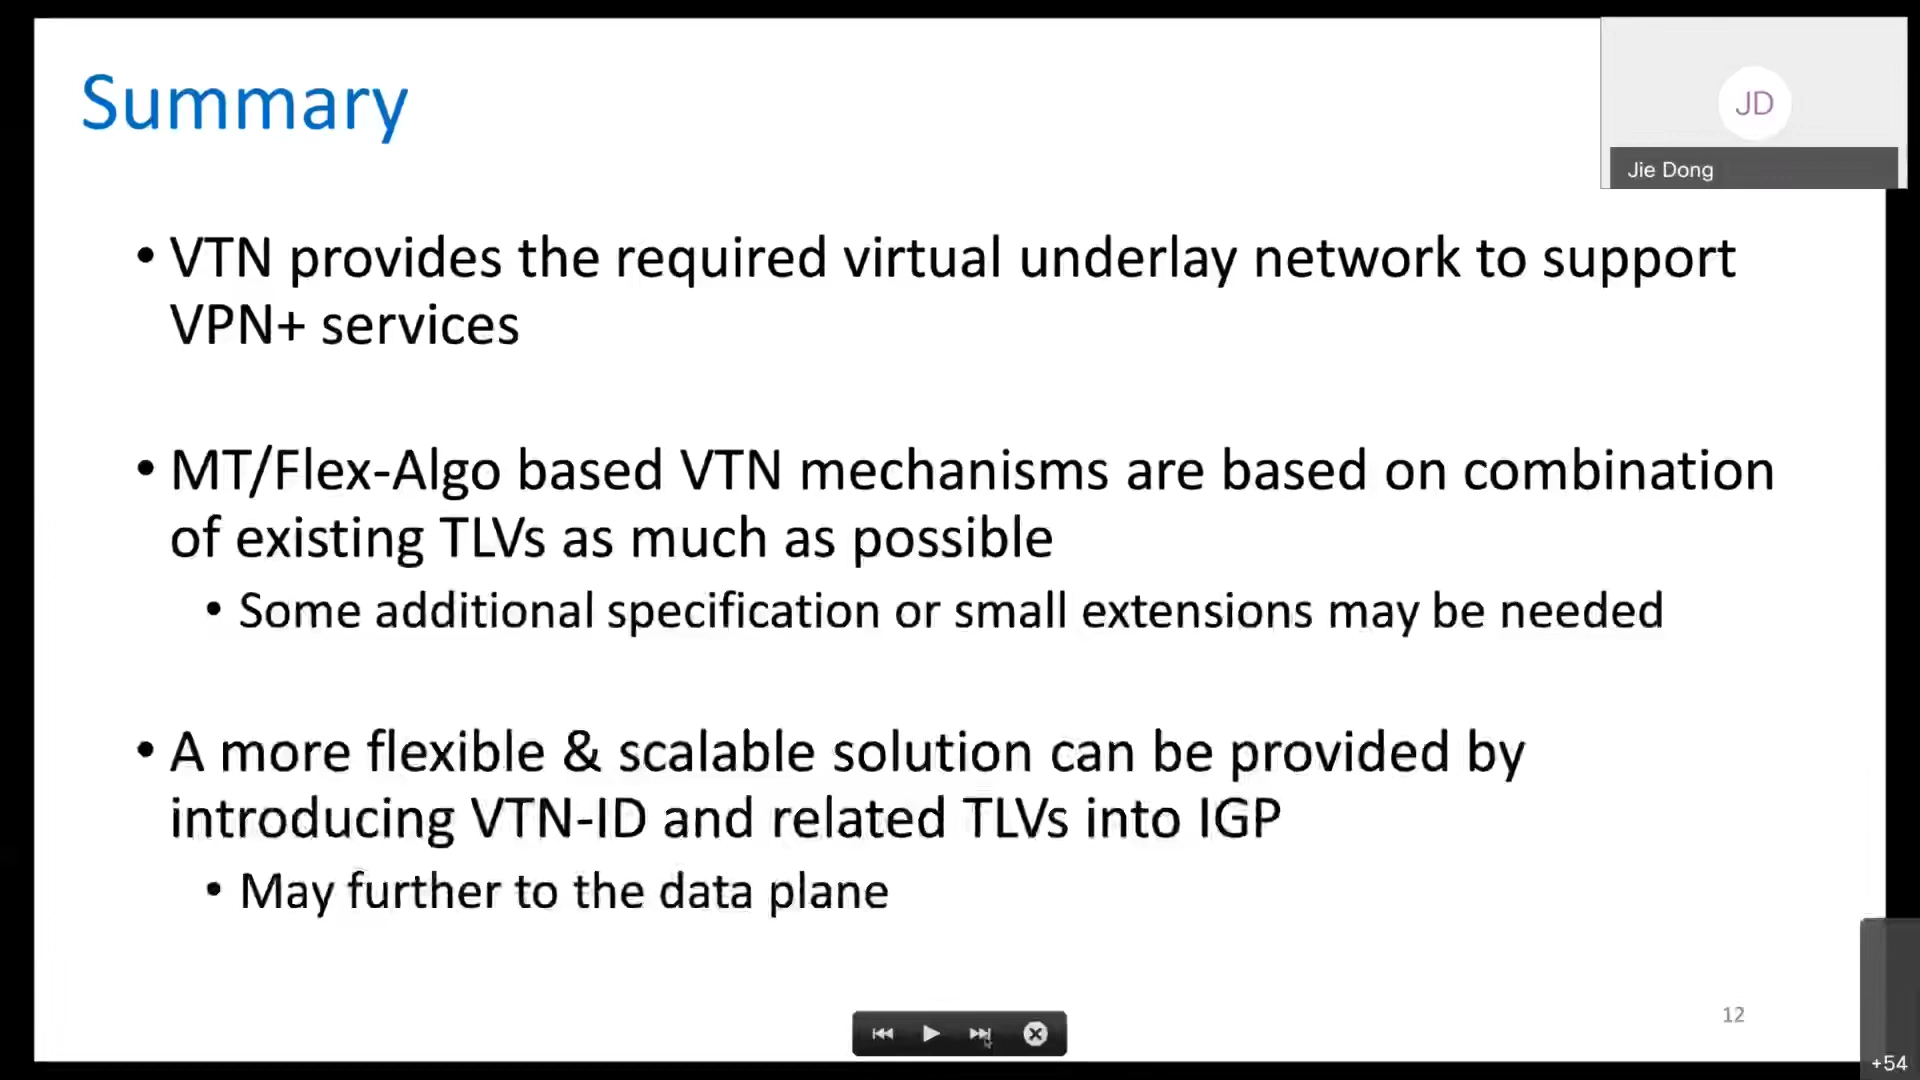 Summary
JD
Jie Dong
• VTN provides the required virtual underlay network to support
VPN+ services
• MT/Flex-Algo based VTN mechanisms are based on combination
of existing TLVs as much as possible
• Some additional specification or small extensions may be needed
• A more flexible & scalable solution can be provided by
introducing VTN-ID and related TLVs into IGP
• May further to the data plane
12
+54